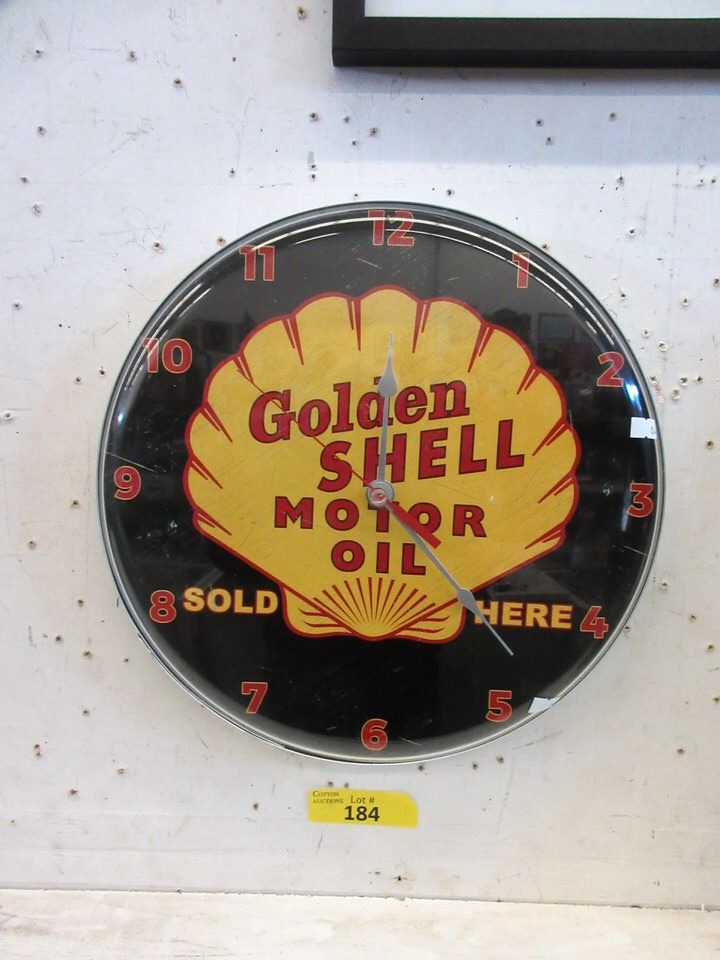 12
11
1
10
2
Golden
SHELL
9
3
MOTOR
OIL
8
SOLD
HERE
4
7
5
6
COTTON
AUCTIONS
Lot #
184